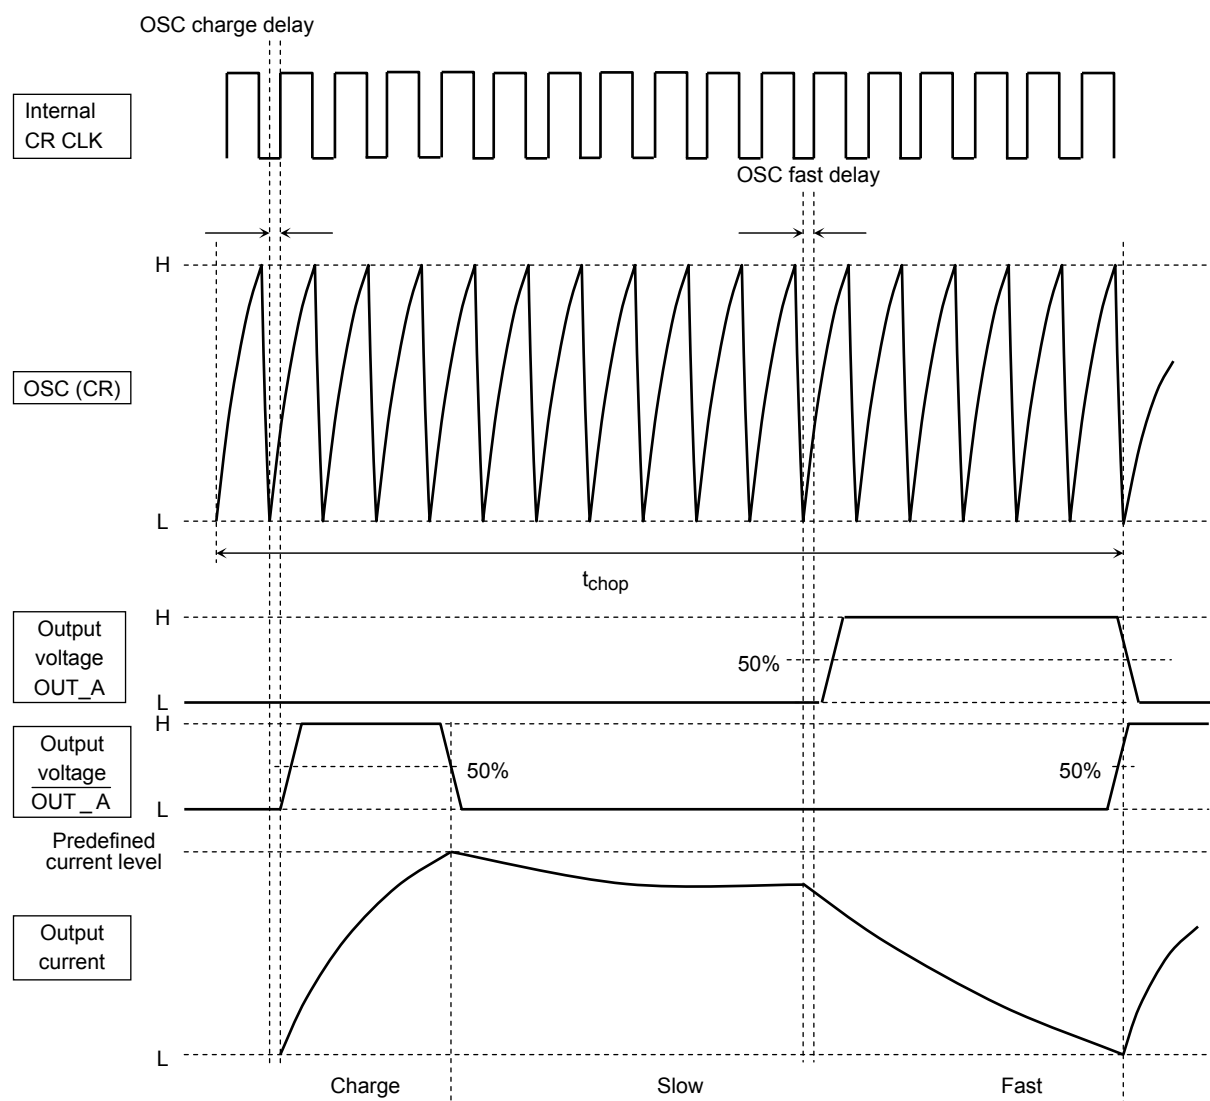 OSC charge delay
Internal
CR CLK
OSC fast delay
H
OSC (CR)
L
tchop
H
Output
voltage
OUT_A
50%
L
H
Output
voltage
OUT_A
50%
50%
L
Predefined
current level
Output
current
L
Charge
Slow
Fast